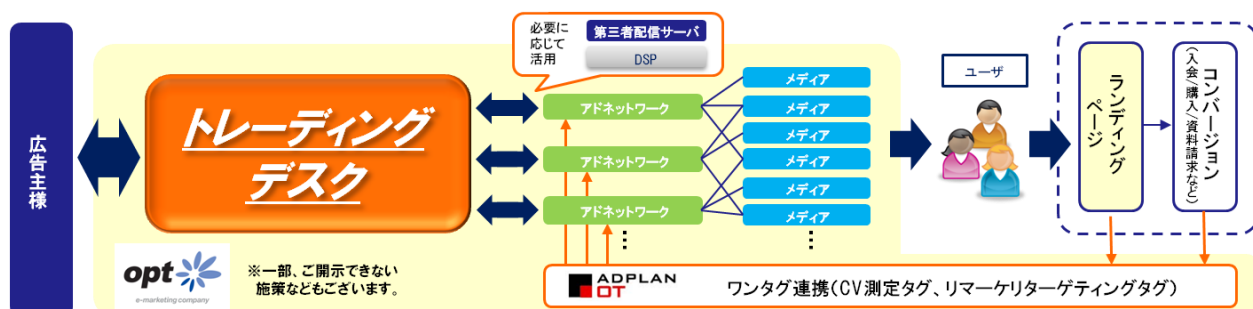 広告主様
トレーディング
デスク
必要に
応じて
活用
第三者配信サーバ
DSP
アドネットワーク
アドネットワーク
アドネットワーク
⋮
メディア
メディア
メディア
メディア
メディア
メディア
⋮
ユーザ
ランディング
ページ
コンバージョン
(入会/購入/資料請求など)
opt
e-marketing company
※一部、ご開示できない
施策などもございます。
ADPLAN
OT
ワンタグ連携(CV測定タグ、リマーケリターゲティングタグ)